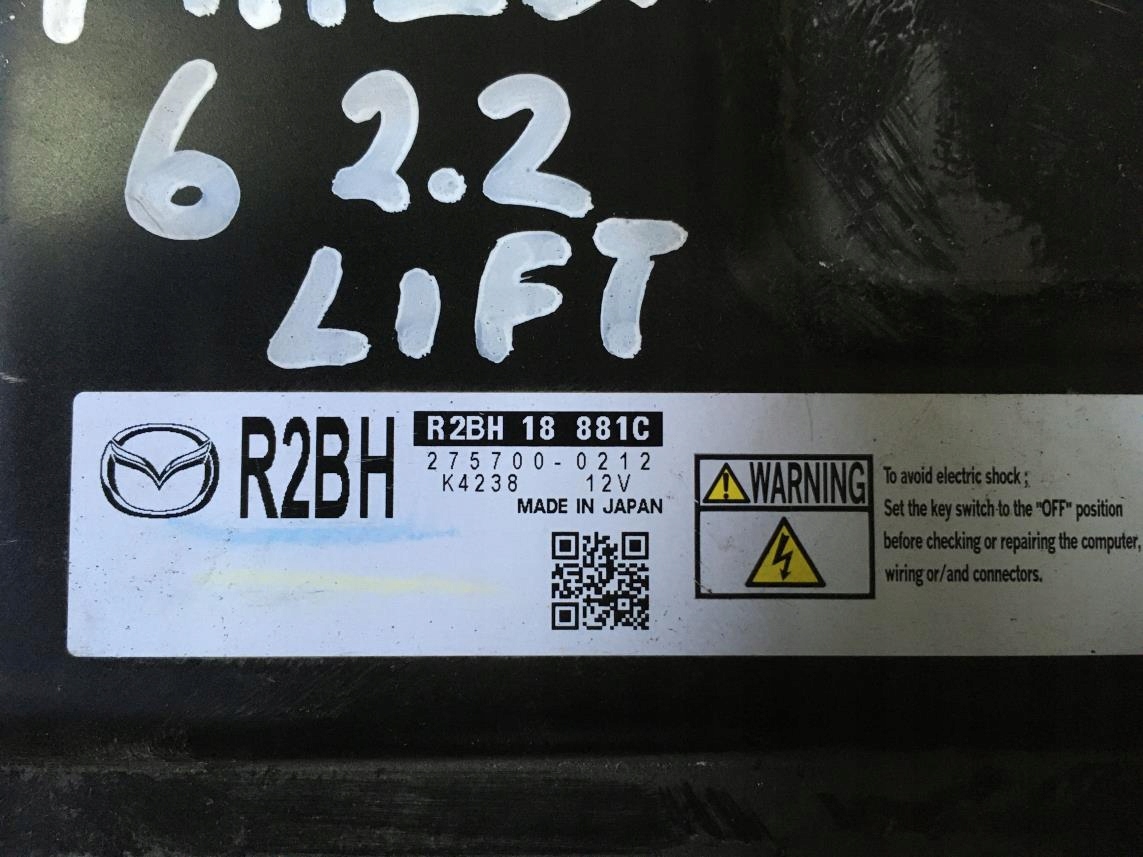 6 2.2
LIFT
R2BH
R2BH 18 881C
275700-0212
K4238 12V
MADE IN JAPAN
WARNING
To avoid electric shock;
Set the key switch to the "OFF" position
before checking or repairing the computer,
wiring or/and connectors.